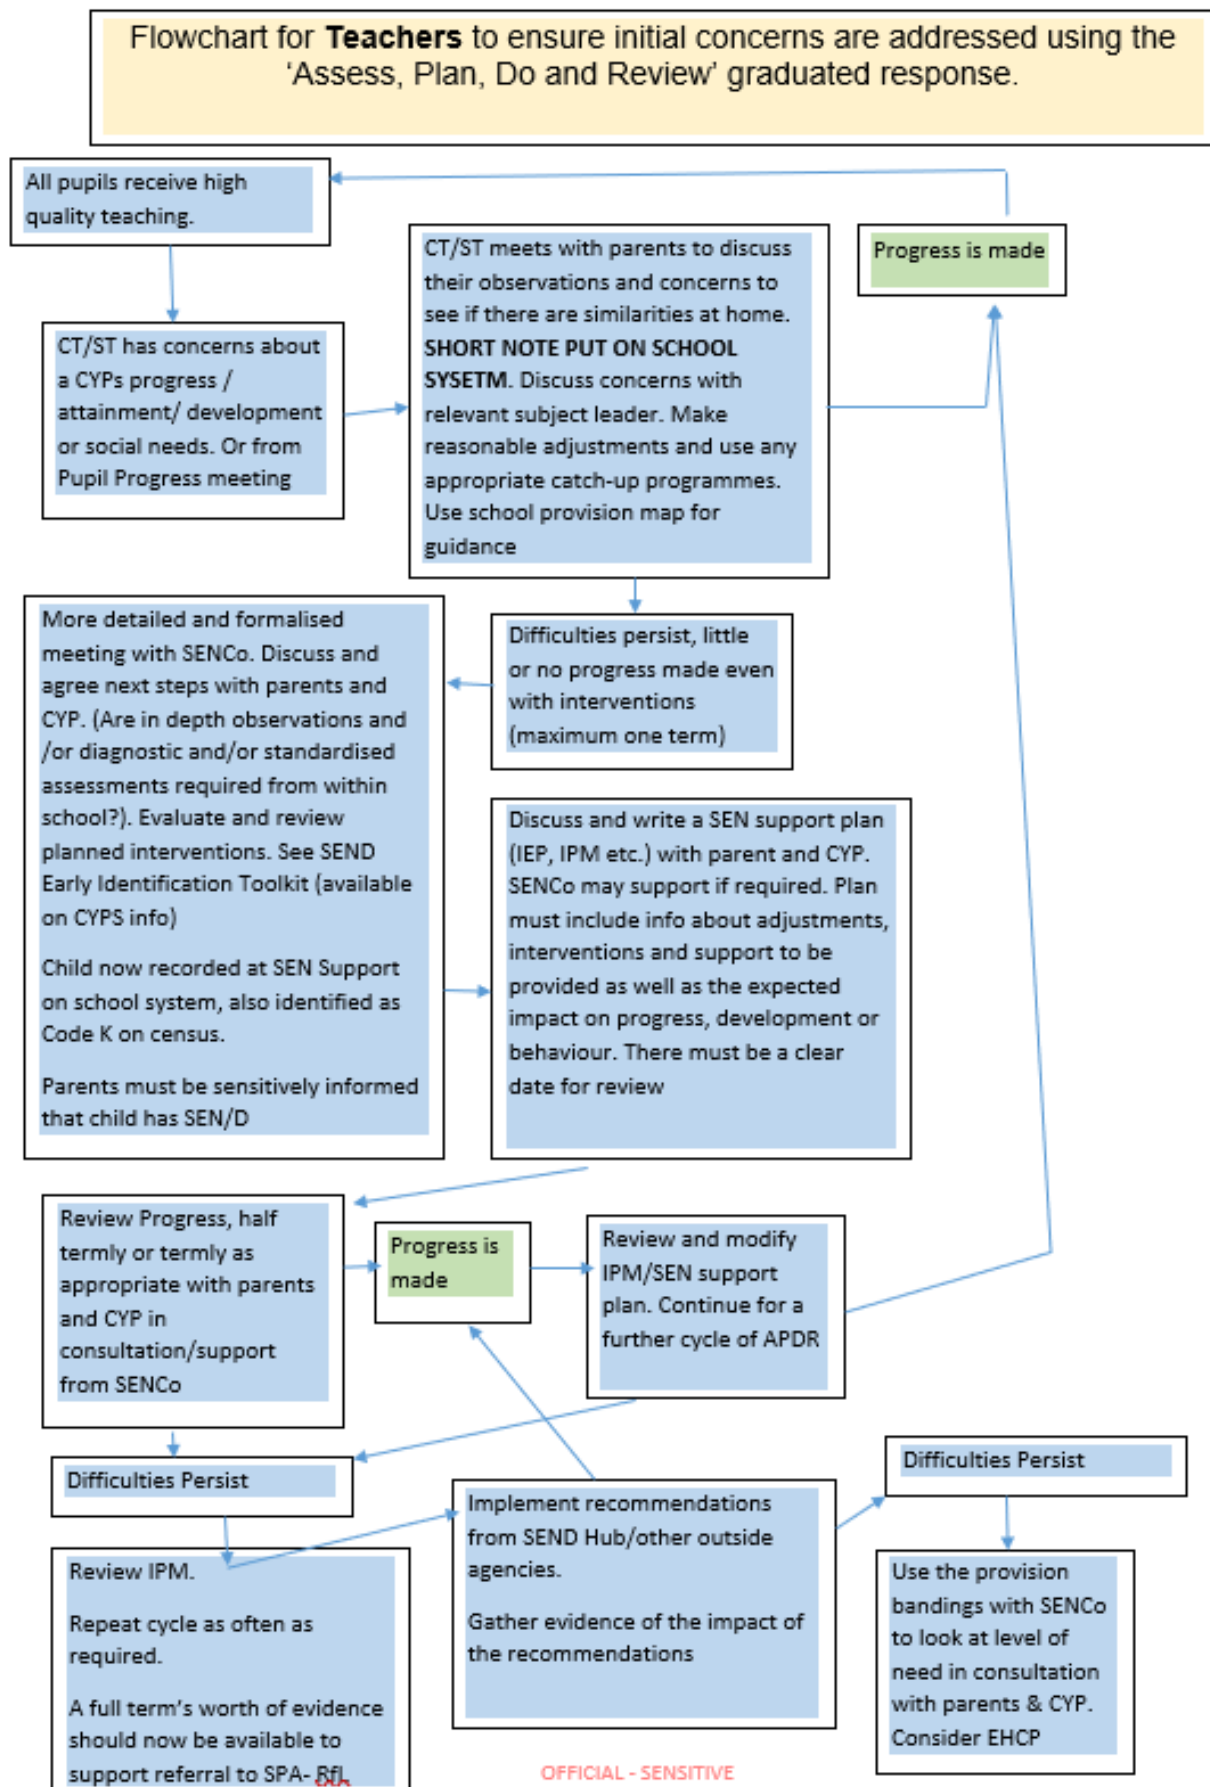 Flowchart for Teachers to ensure initial concerns are addressed using the
‘Assess, Plan, Do and Review’ graduated response.
All pupils receive high
quality teaching.
Progress is made
CT/ST has concerns about
a CYPs progress /
attainment/ development
or social needs. Or from
Pupil Progress meeting
CT/ST meets with parents to discuss
their observations and concerns to
see if there are similarities at home.
SHORT NOTE PUT ON SCHOOL
SYSETM. Discuss concerns with
relevant subject leader. Make
reasonable adjustments and use any
appropriate catch-up programmes.
Use school provision map for
guidance
Difficulties persist, little
or no progress made even
with interventions
(maximum one term)
More detailed and formalised
meeting with SENCo. Discuss and
agree next steps with parents and
CYP. (Are in depth observations and
/or diagnostic and/or standardised
assessments required from within
school?). Evaluate and review
planned interventions. See SEND
Early Identification Toolkit (available
on CYPS info)
Child now recorded at SEN Support
on school system, also identified as
Code K on census.
Parents must be sensitively informed
that child has SEN/D
Discuss and write a SEN support plan
(IEP, IPM etc.) with parent and CYP.
SENCo may support if required. Plan
must include info about adjustments,
interventions and support to be
provided as well as the expected
impact on progress, development or
behaviour. There must be a clear
date for review
Review Progress, half
termly or termly as
appropriate with parents
and CYP in
consultation/support
from SENCo
Progress is
made
Review and modify
IPM/SEN support
plan. Continue for a
further cycle of APDR
Difficulties Persist
Review IPM.
Repeat cycle as often as
required.
A full term’s worth of evidence
should now be available to
support referral to SPA- RfI
Implement recommendations
from SEND Hub/other outside
agencies.
Gather evidence of the impact of
the recommendations
Difficulties Persist
Use the provision
bandings with SENCo
to look at level of
need in consultation
with parents & CYP.
Consider EHCP
OFFICIAL - SENSITIVE